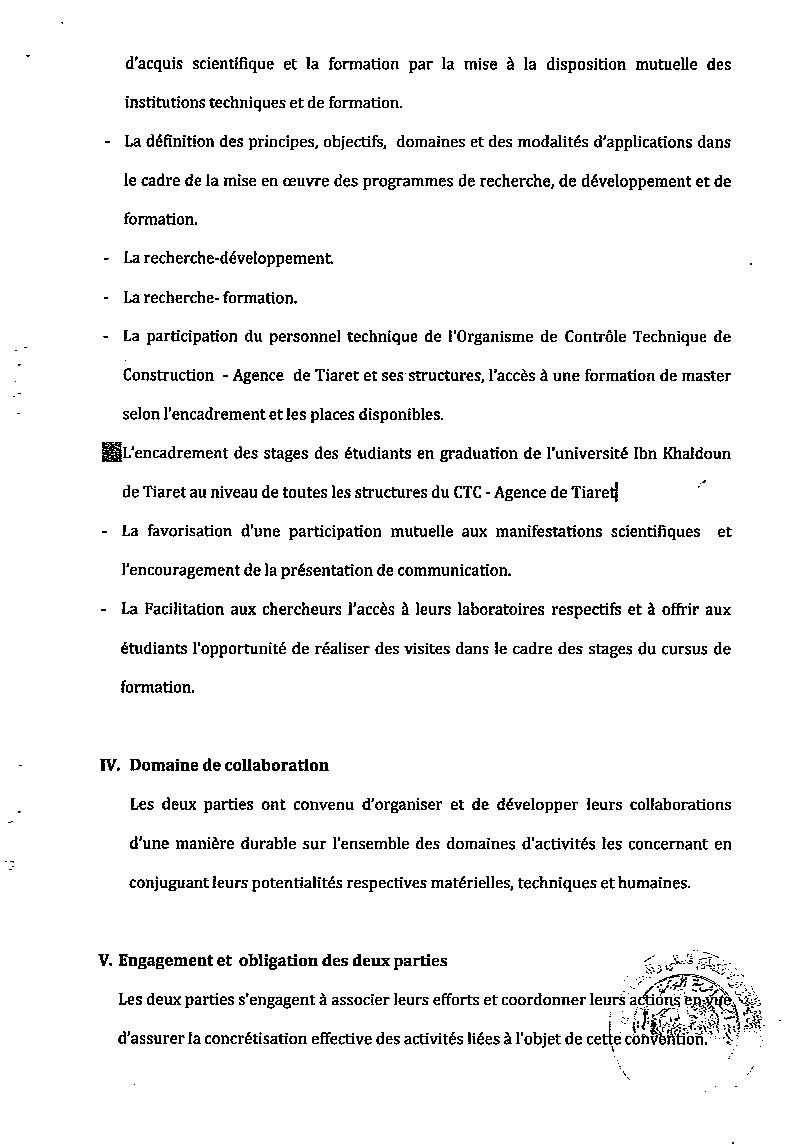 d'acquis scientifique et la formation par la mise à la disposition mutuelle des
institutions techniques et de formation.
- La définition des principes, objectifs, domaines et des modalités d'applications dans
le cadre de la mise en œuvre des programmes de recherche, de développement et de
formation.
- La recherche-développement.
- La recherche- formation.
- La participation du personnel technique de l'Organisme de Contrôle Technique de
Construction - Agence de Tiaret et ses structures, l'accès à une formation de master
selon l'encadrement et les places disponibles.
L'encadrement des stages des étudiants en graduation de l'université Ibn Khaldoun
de Tiaret au niveau de toutes les structures du CTC - Agence de Tiaret
- La favorisation d'une participation mutuelle aux manifestations scientifiques et
l'encouragement de la présentation de communication.
- La Facilitation aux chercheurs l'accès à leurs laboratoires respectifs et à offrir aux
étudiants l'opportunité de réaliser des visites dans le cadre des stages du cursus de
formation.
IV. Domaine de collaboration
Les deux parties ont convenu d'organiser et de développer leurs collaborations
d'une manière durable sur l'ensemble des domaines d'activités les concernant en
conjuguant leurs potentialités respectives matérielles, techniques et humaines.
V. Engagement et obligation des deux parties
Les deux parties s'engagent à associer leurs efforts et coordonner leurs actions en vue
d'assurer la concrétisation effective des activités liées à l'objet de cette convention.